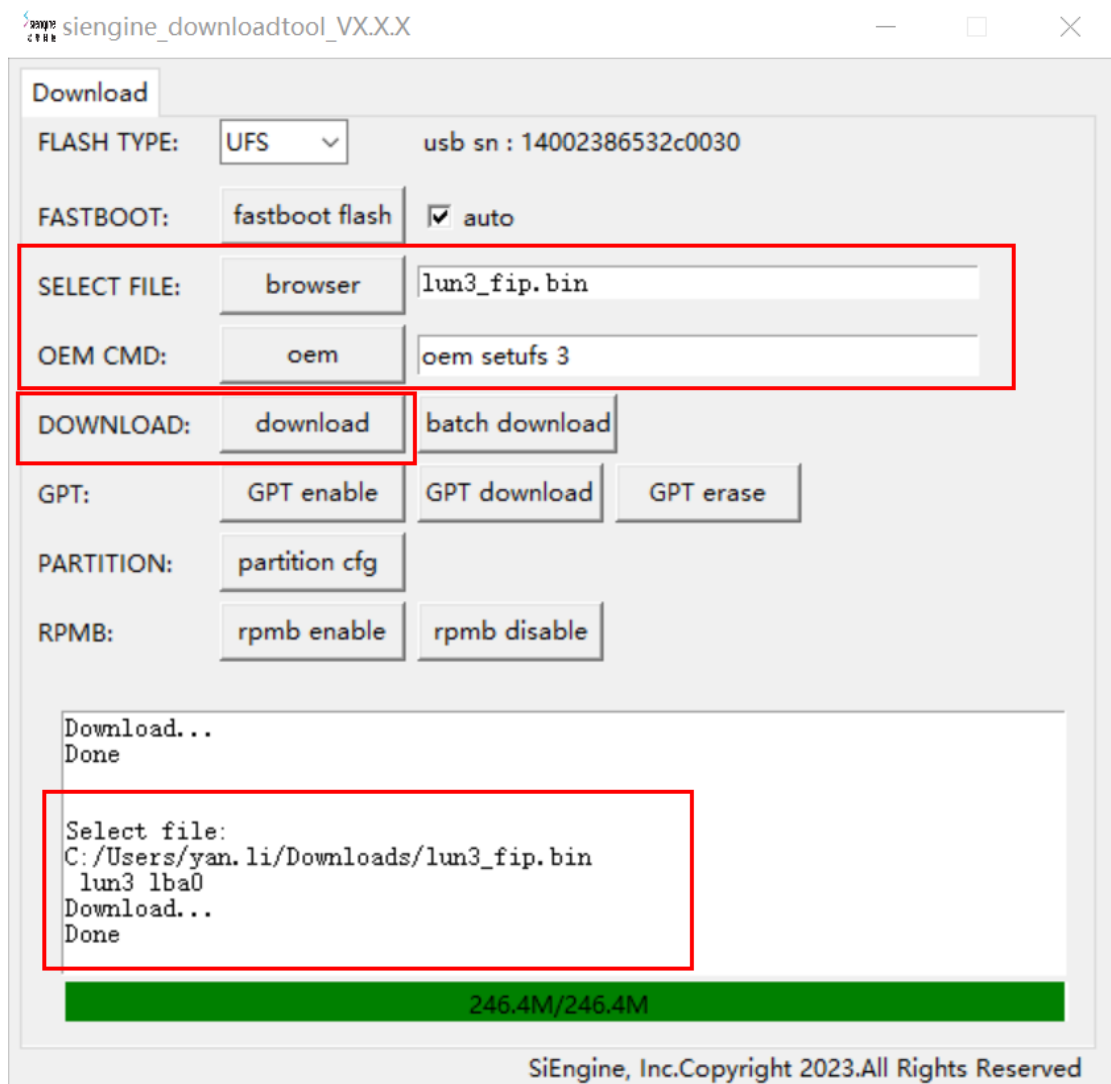 siengine_downloadtool_VX.X.X
Download
FLASH TYPE: UFS usb sn : 14002386532c0030
FASTBOOT: fastboot flash auto
SELECT FILE: browser lun3_fip.bin
OEM CMD: oem oem setufs 3
DOWNLOAD: download batch download
GPT: GPT enable GPT download GPT erase
PARTITION: partition cfg
RPMB: rpmb enable rpmb disable
Download...
Done
Select file:
C:/Users/yan.li/Downloads/lun3_fip.bin
lun3 lba0
Download...
Done
246.4M/246.4M
SiEngine, Inc.Copyright 2023.All Rights Reserved